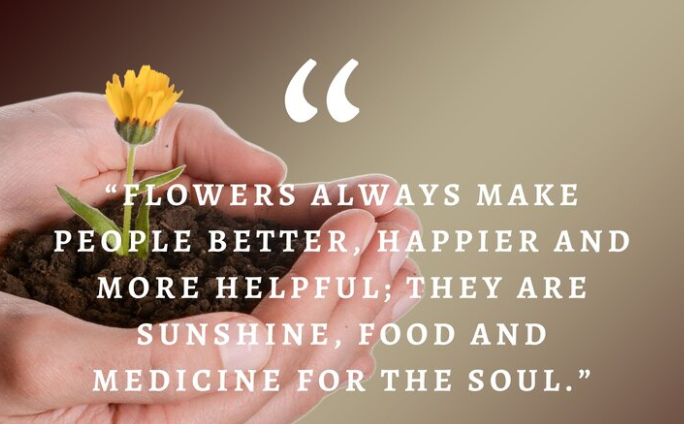 “
“FLOWERS ALWAYS MAKE
PEOPLE BETTER, HAPPIER AND
MORE HELPFUL; THEY ARE
SUNSHINE, FOOD AND
MEDICINE FOR THE SOUL.”